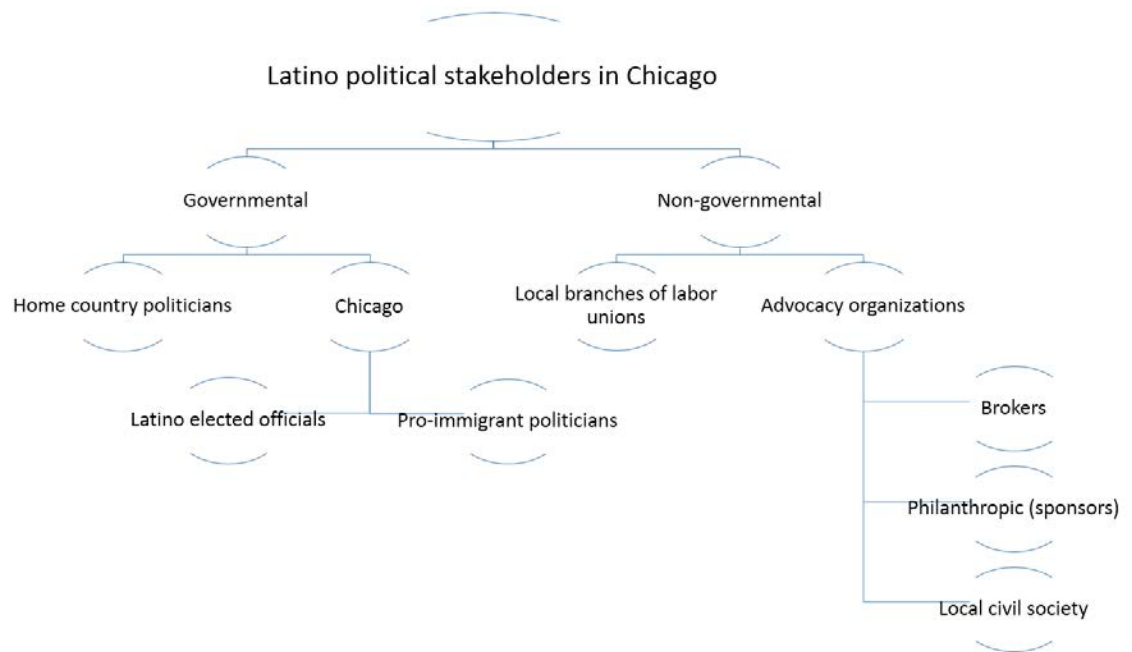 Latino political stakeholders in Chicago
Governmental
Non-governmental
Home country politicians
Chicago
Local branches of labor
unions
Advocacy organizations
Latino elected officials
Pro-immigrant politicians
Brokers
Philanthropic (sponsors)
Local civil society